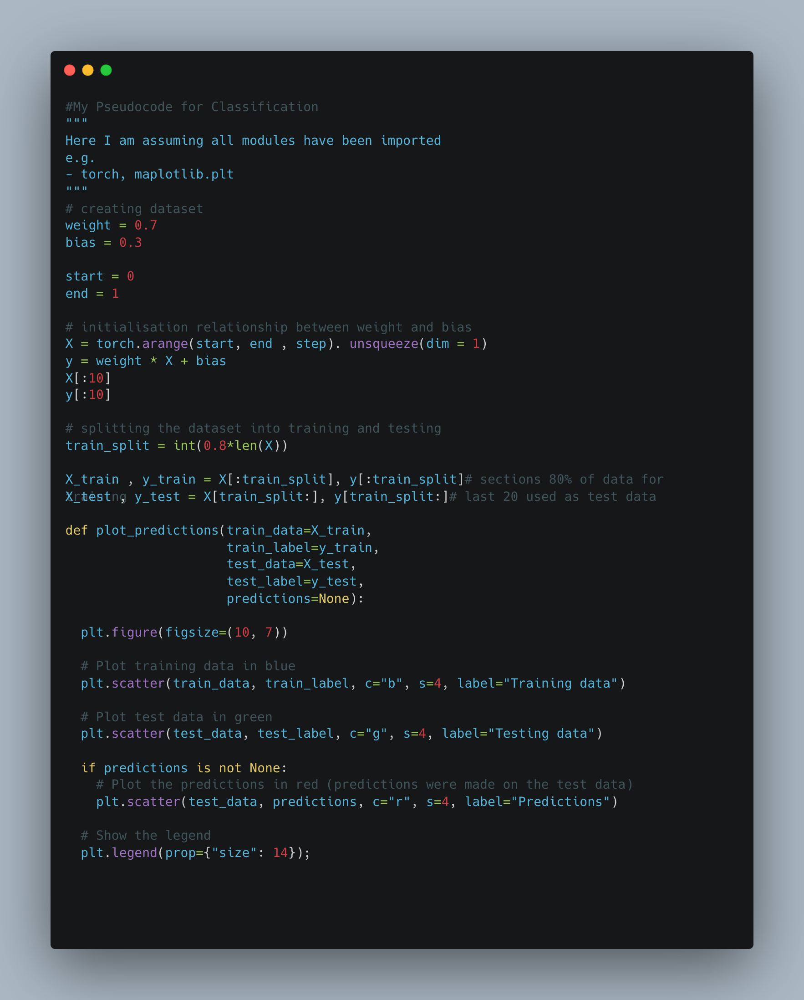 #My Pseudocode for Classification
"""
Here I am assuming all modules have been imported
e.g.
- torch, maplotlib.plt
"""
# creating dataset
weight = 0.7
bias = 0.3

start = 0
end = 1

# initialisation relationship between weight and bias
X = torch.arange(start, end , step). unsqueeze(dim = 1)
y = weight * X + bias
X[:10]
y[:10]

# splitting the dataset into training and testing
train_split = int(0.8*len(X))

X_train , y_train = X[:train_split], y[:train_split]# sections 80% of data for
training
X_test , y_test = X[train_split:], y[train_split:]# last 20 used as test data

def plot_predictions(train_data=X_train,
                     train_label=y_train,
                     test_data=X_test,
                     test_label=y_test,
                     predictions=None):

  plt.figure(figsize=(10, 7))

  # Plot training data in blue
  plt.scatter(train_data, train_label, c="b", s=4, label="Training data")

  # Plot test data in green
  plt.scatter(test_data, test_label, c="g", s=4, label="Testing data")

  if predictions is not None:
    # Plot the predictions in red (predictions were made on the test data)
    plt.scatter(test_data, predictions, c="r", s=4, label="Predictions")

  # Show the legend
  plt.legend(prop={"size": 14});